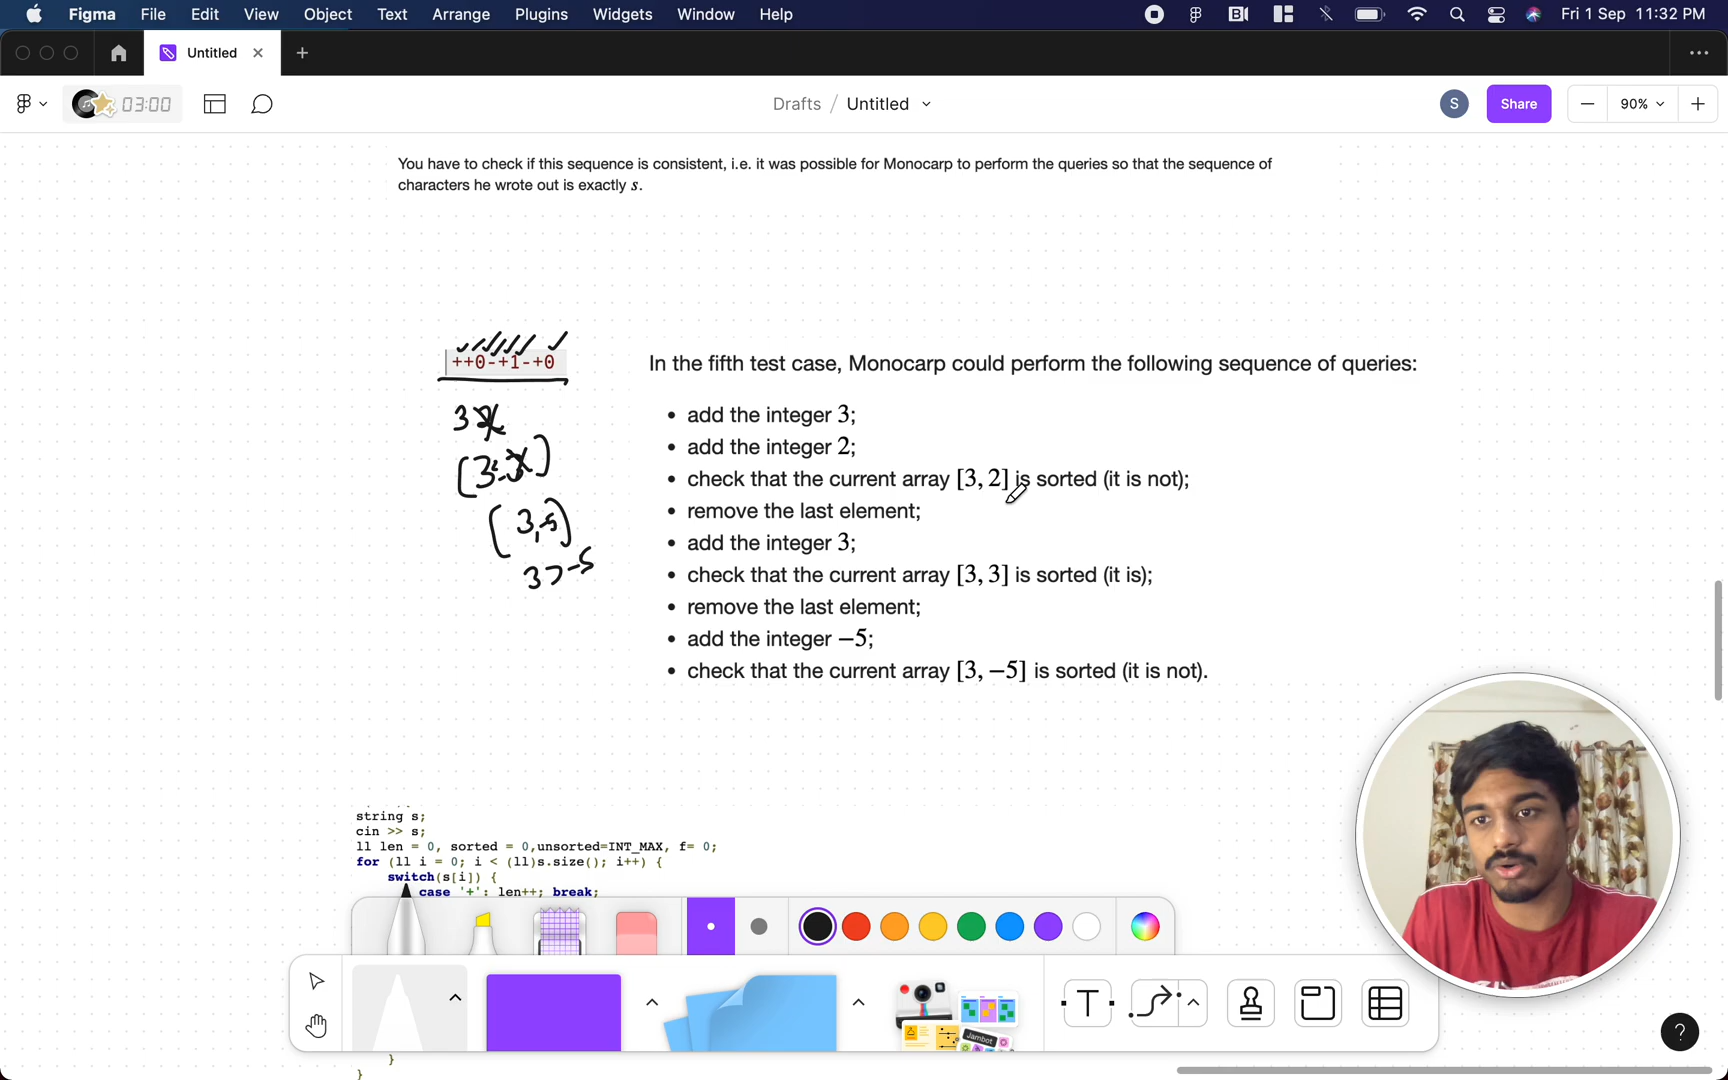 Figma File Edit View Object Text Arrange Plugins Widgets Window Help Fri 1 Sep 11:32 PM
Untitled
03:00 Drafts / Untitled S Share 90%
You have to check if this sequence is consistent, i.e. it was possible for Monocarp to perform the queries so that the sequence of
characters he wrote out is exactly s.
++0-+1-+0
In the fifth test case, Monocarp could perform the following sequence of queries:
• add the integer 3;
• add the integer 2;
• check that the current array [3, 2] is sorted (it is not);
• remove the last element;
• add the integer 3;
• check that the current array [3, 3] is sorted (it is);
• remove the last element;
• add the integer −5;
• check that the current array [3, −5] is sorted (it is not).
(3,-5)
3>-5
string s;
cin >> s;
ll len = 0, sorted = 0,unsorted=INT_MAX, f= 0;
for (ll i = 0; i < (ll)s.size(); i++) {
switch(s[i]) {
case '+': len++; break;
Jambot
T
?
}
}